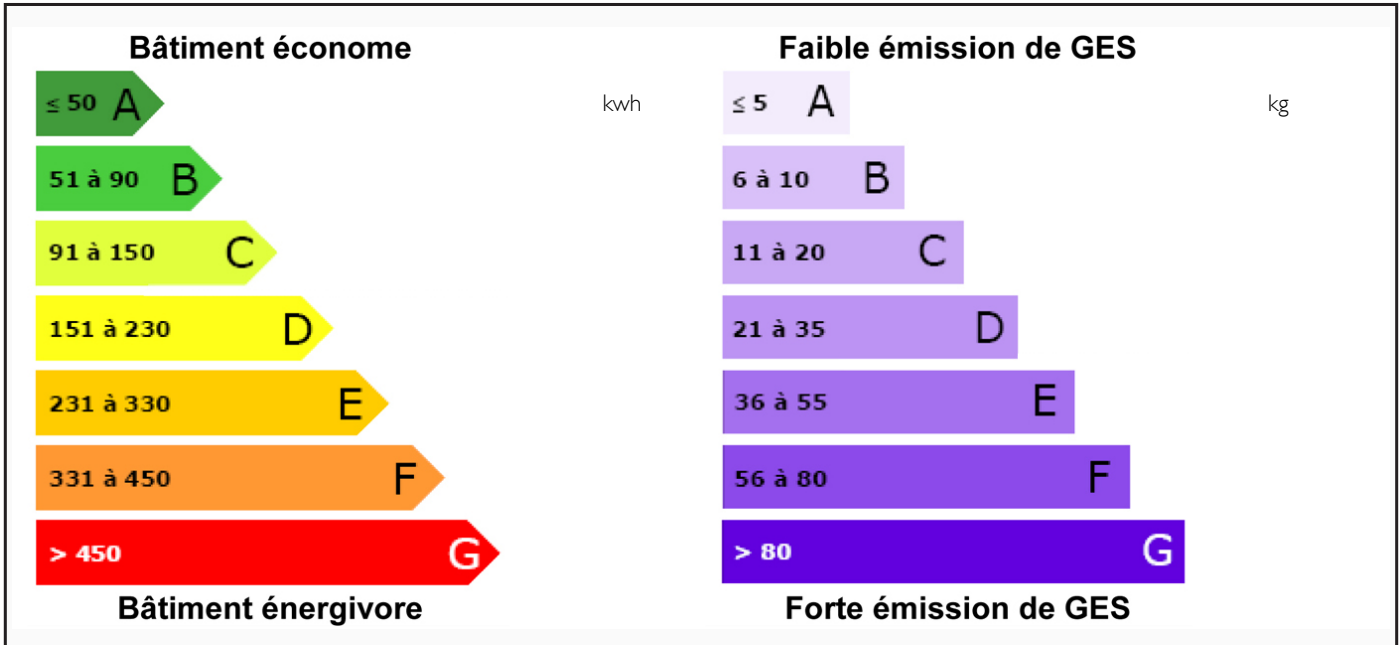 Bâtiment économe
≤ 50 A
kwh
51 à 90 B
91 à 150 C
151 à 230 D
231 à 330 E
331 à 450 F
> 450 G
Bâtiment énergivore
Faible émission de GES
≤ 5 A
kg
6 à 10 B
11 à 20 C
21 à 35 D
36 à 55 E
56 à 80 F
> 80 G
Forte émission de GES